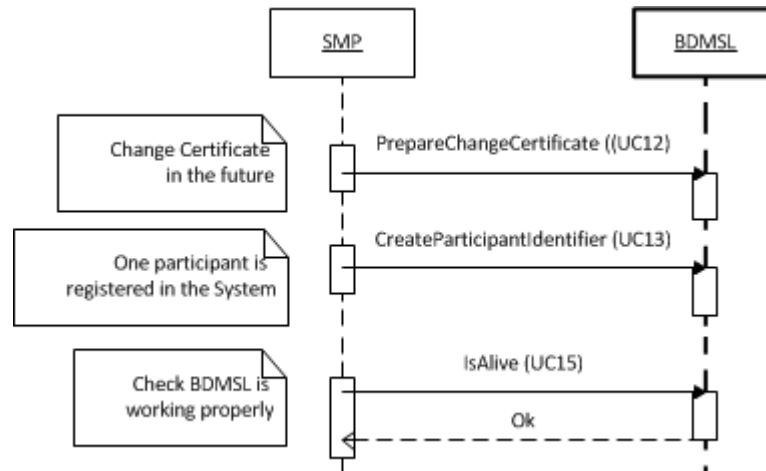 SMP
BDMSL
Change Certificate
in the future
PrepareChangeCertificate ((UC12)
One participant is
registered in the System
CreateParticipantIdentifier (UC13)
Check BDMSL is
working properly
IsAlive (UC15)
Ok